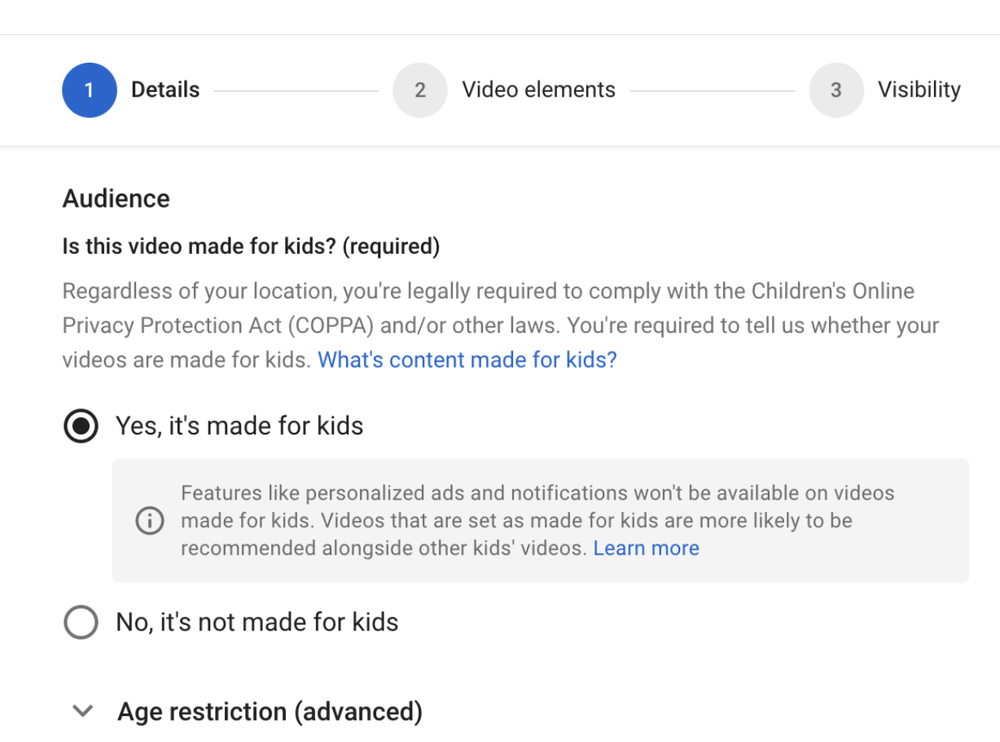 1 Details 2 Video elements 3 Visibility
Audience
Is this video made for kids? (required)
Regardless of your location, you're legally required to comply with the Children's Online
Privacy Protection Act (COPPA) and/or other laws. You're required to tell us whether your
videos are made for kids. What's content made for kids?
Yes, it's made for kids
Features like personalized ads and notifications won't be available on videos
made for kids. Videos that are set as made for kids are more likely to be
recommended alongside other kids' videos. Learn more
No, it's not made for kids
Age restriction (advanced)